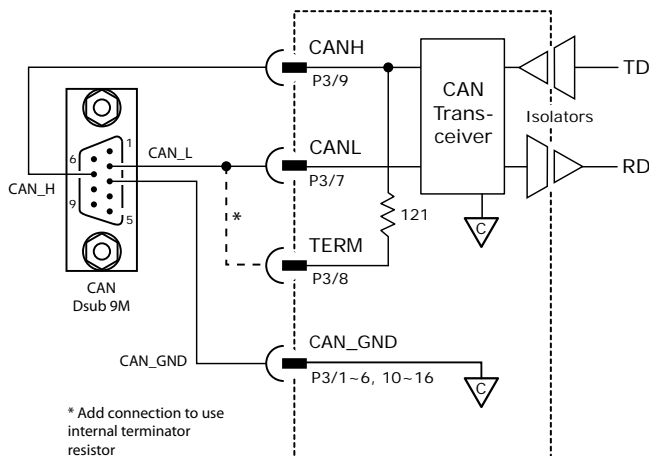 CANH
P3/9
CAN
Trans-
ceiver
Isolators
TD
RD
1
6
9
5
CAN_L
CAN_H
CANL
P3/7
*
121
C
TERM
P3/8
CAN
Dsub 9M
CAN_GND
CAN_GND
P3/1~6, 10~16
C
* Add connection to use
internal terminator
resistor